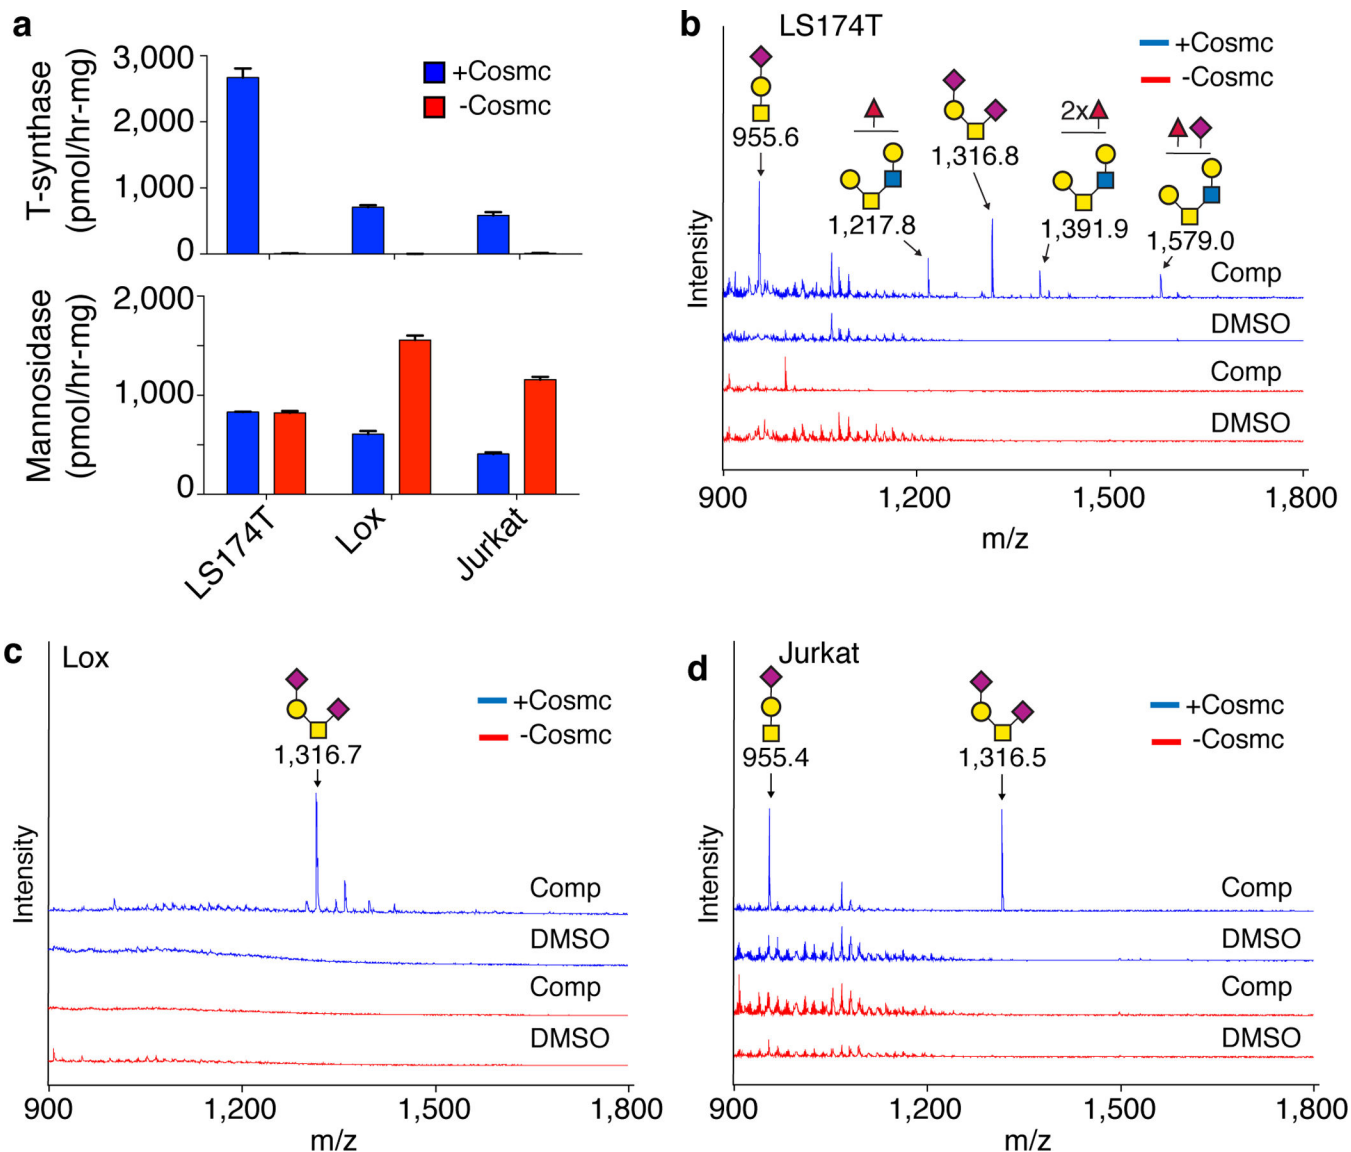 a
T-synthase
(pmol/hr-mg)
3,000
2,000
1,000
0
+Cosmc
-Cosmc
Mannosidase
(pmol/hr-mg)
2,000
1,000
0
LS174T
Lox
Jurkat
b
LS174T
+Cosmc
-Cosmc
955.6
1,217.8
1,316.8
2x
1,391.9
1,579.0
Intensity
Comp
DMSO
Comp
DMSO
900
1,200
1,500
1,800
m/z
c
Lox
+Cosmc
-Cosmc
1,316.7
Intensity
Comp
DMSO
Comp
DMSO
900
1,200
1,500
1,800
m/z
d
Jurkat
+Cosmc
-Cosmc
955.4
1,316.5
Intensity
Comp
DMSO
Comp
DMSO
900
1,200
1,500
1,800
m/z